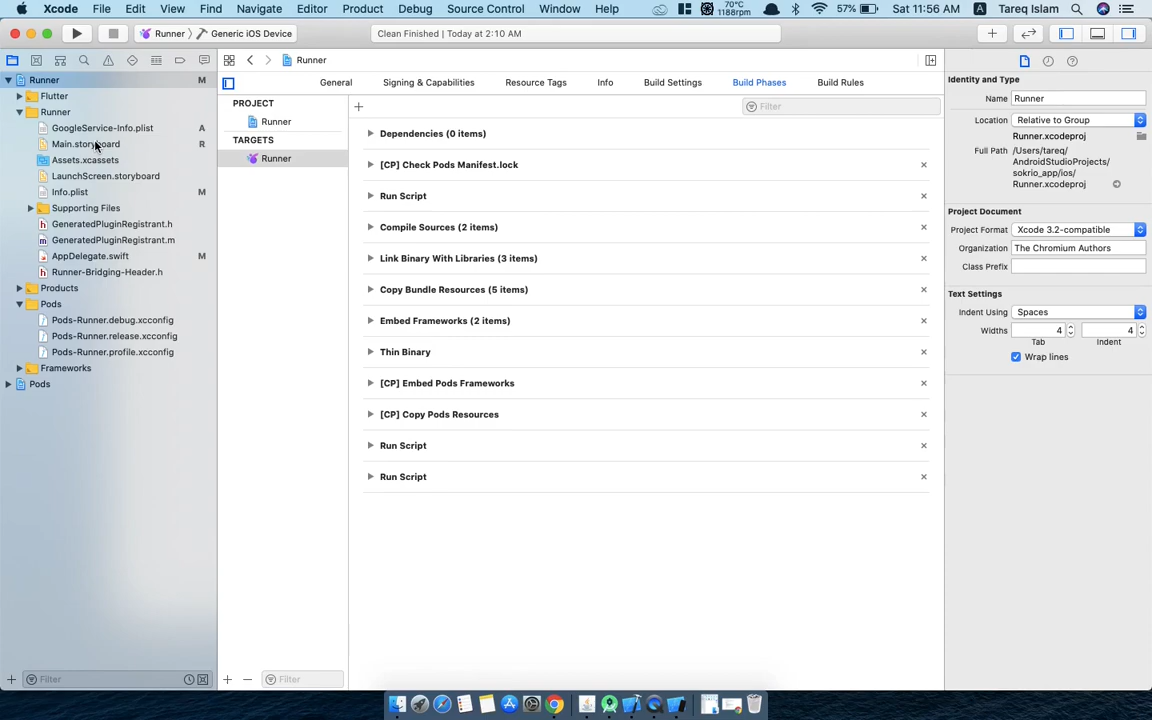 Xcode File Edit View Find Navigate Editor Product Debug Source Control Window Help 70°C 1188rpm 57% Sat 11:56 AM Tareq Islam
Runner Generic iOS Device Clean Finished | Today at 2:10 AM
Runner M
Flutter
Runner
GoogleService-Info.plist A
Main.storyboard R
Assets.xcassets
LaunchScreen.storyboard
Info.plist M
Supporting Files
GeneratedPluginRegistrant.h
GeneratedPluginRegistrant.m
AppDelegate.swift M
Runner-Bridging-Header.h
Products
Pods
Pods-Runner.debug.xcconfig
Pods-Runner.release.xcconfig
Pods-Runner.profile.xcconfig
Frameworks
Pods
Filter
Runner
General Signing & Capabilities Resource Tags Info Build Settings Build Phases Build Rules
PROJECT
Runner
TARGETS
Runner
Filter
Filter
Dependencies (0 items)
[CP] Check Pods Manifest.lock
Run Script
Compile Sources (2 items)
Link Binary With Libraries (3 items)
Copy Bundle Resources (5 items)
Embed Frameworks (2 items)
Thin Binary
[CP] Embed Pods Frameworks
[CP] Copy Pods Resources
Run Script
Run Script
Identity and Type
Name Runner
Location Relative to Group
Runner.xcodeproj
Full Path /Users/tareq/
AndroidStudioProjects/
sokrio_app/ios/
Runner.xcodeproj
Project Document
Project Format Xcode 3.2-compatible
Organization The Chromium Authors
Class Prefix
Text Settings
Indent Using Spaces
Widths 4 4
Tab Indent
Wrap lines